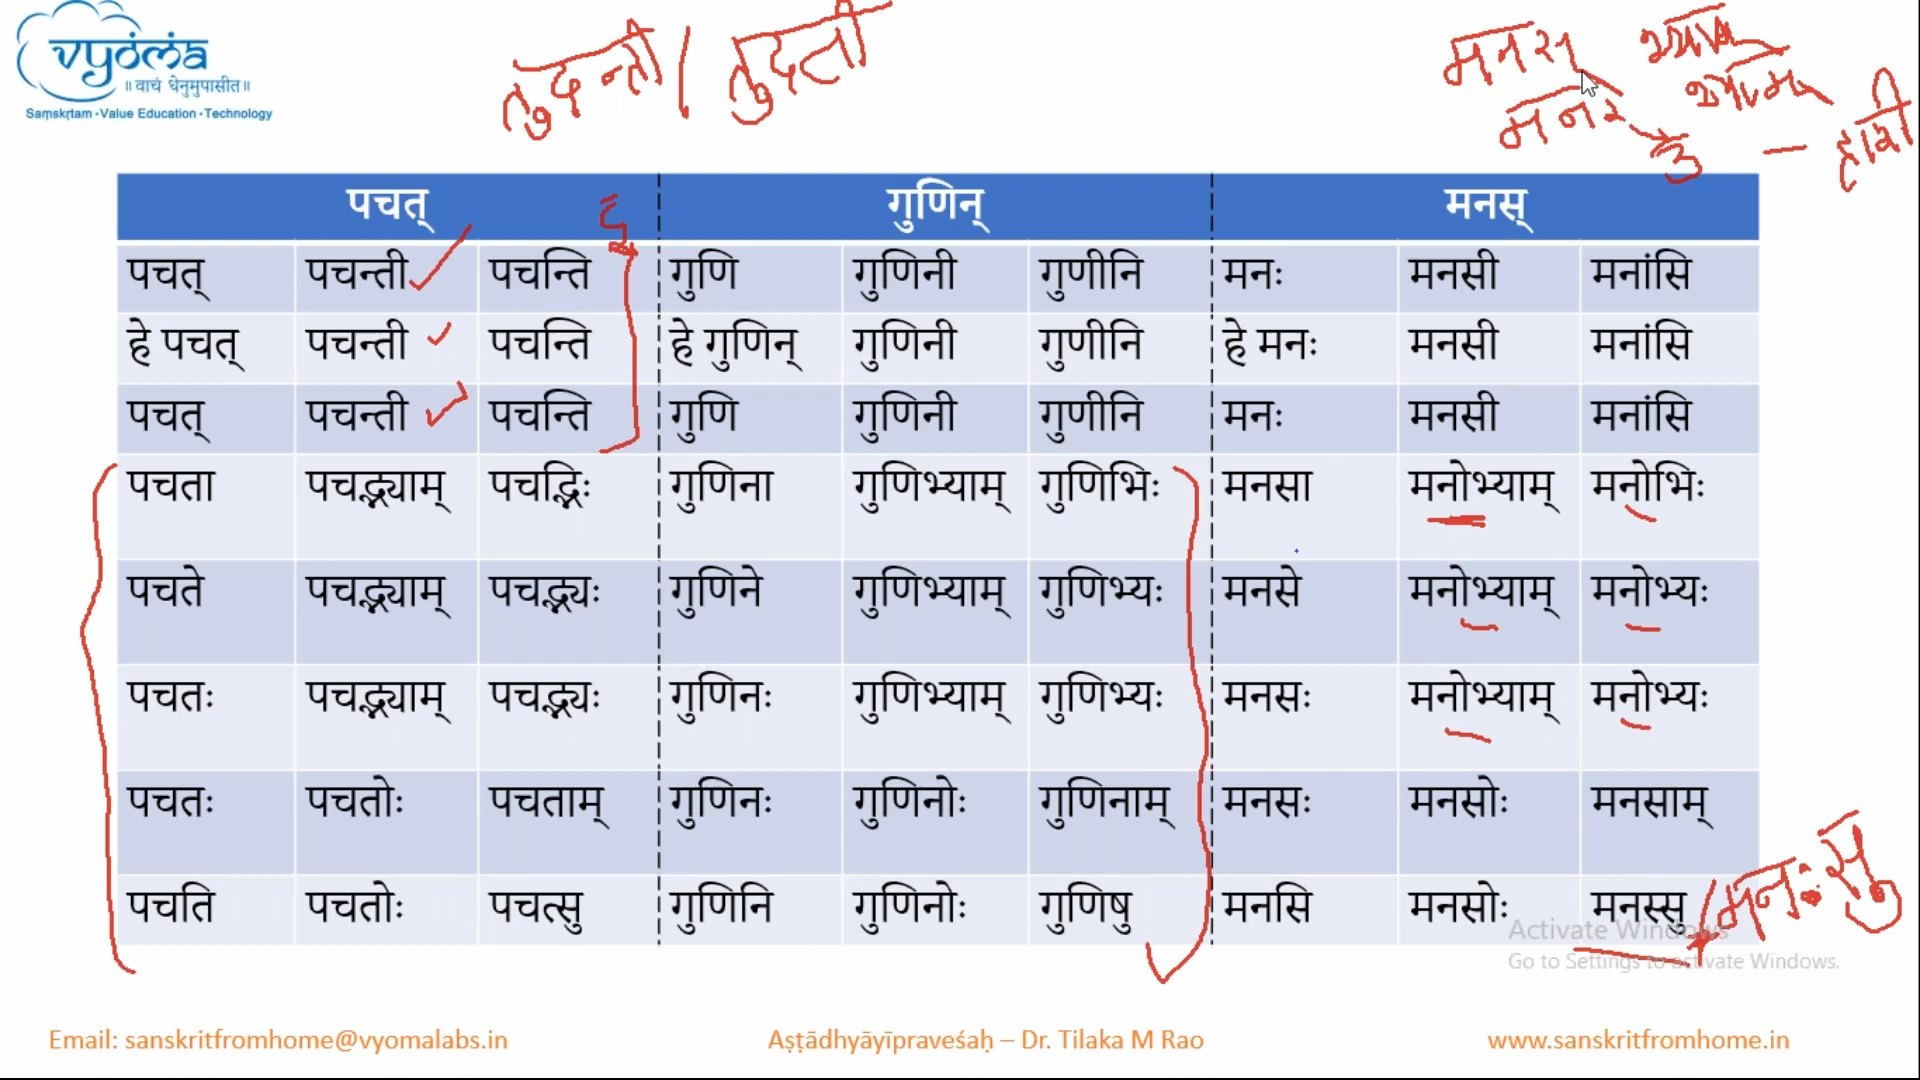 vyoma
॥ वाचं धेनुमुपासीत॥
Saṃskṛtam • Value Education • Technology
तुदन्ती / तुदती
मनस् भ्याम्
मनर् भ्याम्
उ - हशि
पचत् गुणिन् मनस्
पचत् पचन्ती पचन्ति गुणि गुणिनी गुणीनि मनः मनसी मनांसि
हे पचत् पचन्ती पचन्ति हे गुणिन् गुणिनी गुणीनि हे मनः मनसी मनांसि
पचत् पचन्ती पचन्ति गुणि गुणिनी गुणीनि मनः मनसी मनांसि
पचता पचद्भ्याम् पचद्भिः गुणिना गुणिभ्याम् गुणिभिः मनसा मनोभ्याम् मनोभिः
पचते पचद्भ्याम् पचद्भ्यः गुणिने गुणिभ्याम् गुणिभ्यः मनसे मनोभ्याम् मनोभ्यः
पचतः पचद्भ्याम् पचद्भ्यः गुणिनः गुणिभ्याम् गुणिभ्यः मनसः मनोभ्याम् मनोभ्यः
पचतः पचतोः पचताम् गुणिनः गुणिनोः गुणिनाम् मनसः मनसोः मनसाम्
पचति पचतोः पचत्सु गुणिनि गुणिनोः गुणिषु मनसि मनसोः मनस्सु / मनःसु
Activate Windows
Go to Settings to activate Windows.
Email: sanskritfromhome@vyomalabs.in Aṣṭādhyāyīpraveśaḥ – Dr. Tilaka M Rao www.sanskritfromhome.in